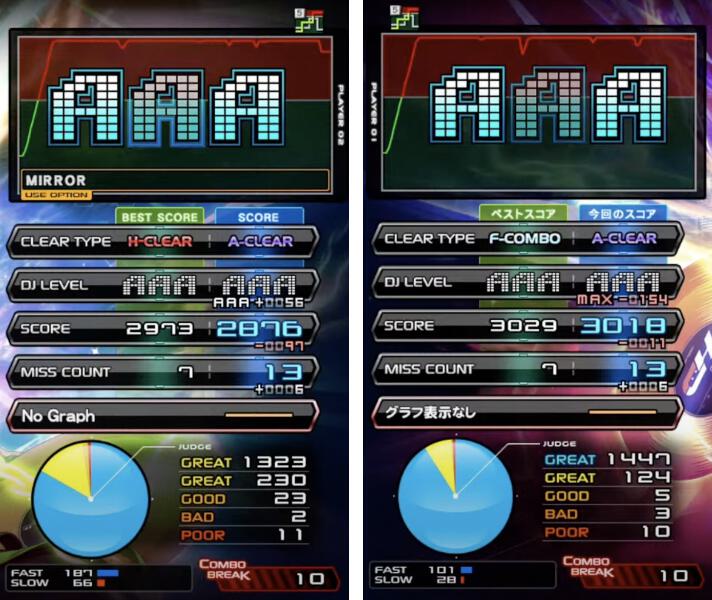 5
AAA
PLAYER 02
MIRROR
USE OPTION
BEST SCORE SCORE
CLEAR TYPE H-CLEAR A-CLEAR
DJ LEVEL AAA AAA
AAA+0056
SCORE 2973 2876
-0097
MISS COUNT 7 13
+0006
No Graph
JUDGE
GREAT 1323
GREAT 230
GOOD 23
BAD 2
POOR 11
FAST 187
SLOW 66
COMBO BREAK 10
5
AAA
PLAYER 01
ベストスコア 今回のスコア
CLEAR TYPE F-COMBO A-CLEAR
DJ LEVEL AAA AAA
MAX-0154
SCORE 3029 3018
-0011
MISS COUNT 7 13
+0006
グラフ表示なし
JUDGE
GREAT 1447
GREAT 124
GOOD 5
BAD 3
POOR 10
FAST 101
SLOW 28
COMBO BREAK 10